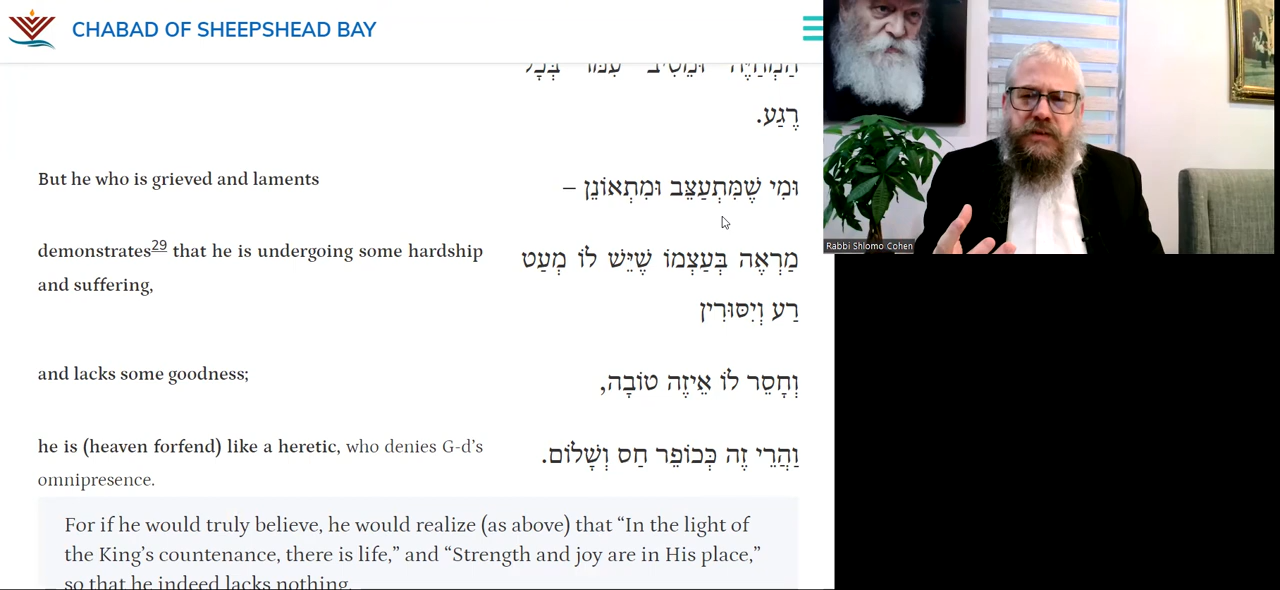 CHABAD OF SHEEPSHEAD BAY
הַמְחַיֶּה וּמֵטִיב עִמּוֹ בְּכָל
רֶגַע.
But he who is grieved and laments
וּמִי שֶׁמִּתְעַצֵּב וּמִתְאוֹנֵן –
demonstrates29 that he is undergoing some hardship
and suffering,
מַרְאֶה בְּעַצְמוֹ שֶׁיֵּשׁ לוֹ מְעַט
רַע וְיִסּוּרִין
and lacks some goodness;
וְחָסֵר לוֹ אֵיזֶה טוֹבָה,
he is (heaven forfend) like a heretic, who denies G-d’s
omnipresence.
וַהֲרֵי זֶה כְּכוֹפֵר חַס וְשָׁלוֹם.
For if he would truly believe, he would realize (as above) that “In the light of
the King’s countenance, there is life,” and “Strength and joy are in His place,”
so that he indeed lacks nothing.
Rabbi Shlomo Cohen